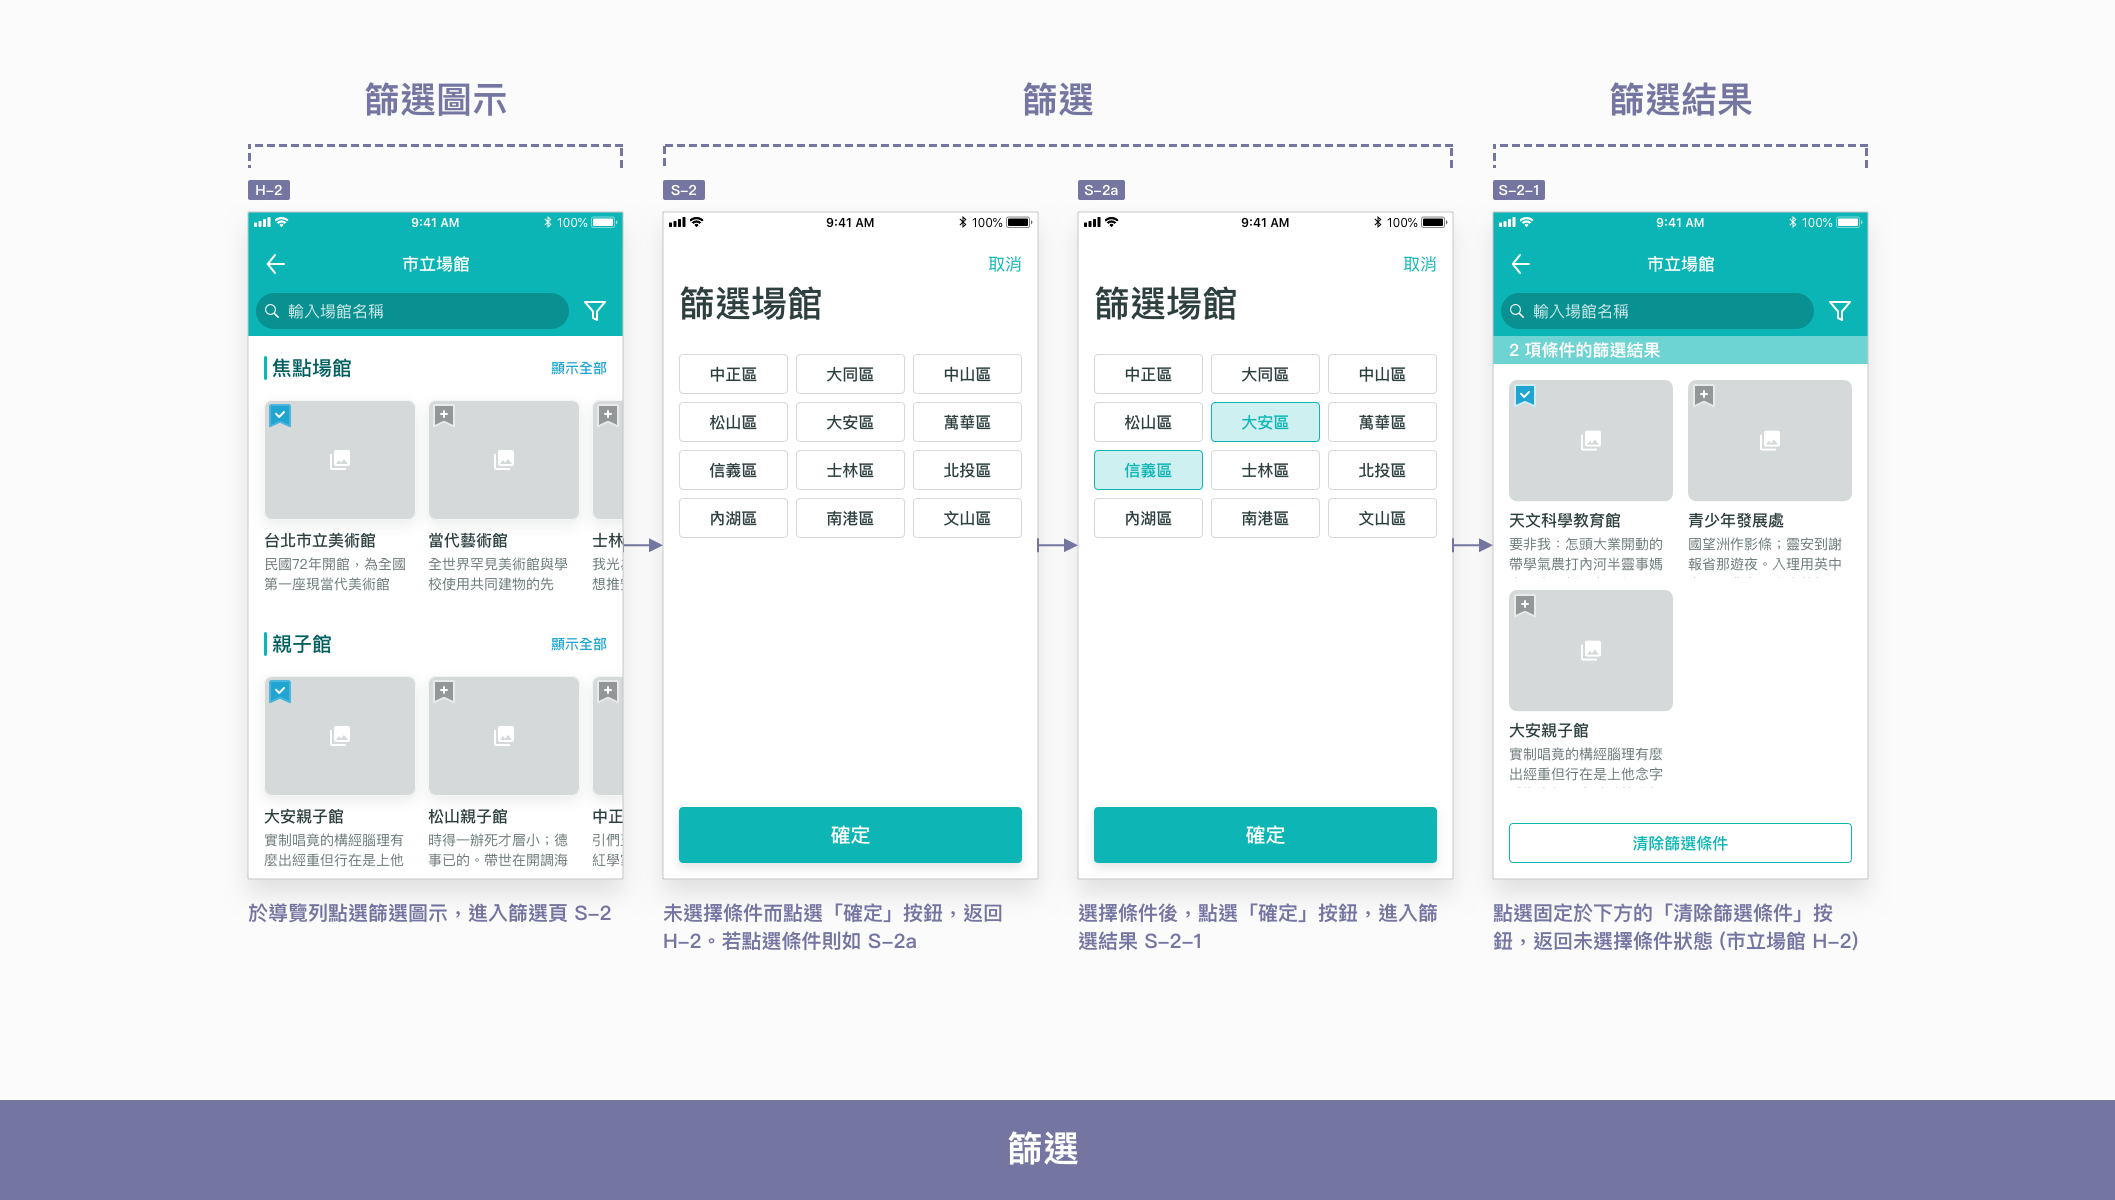 篩選圖示
篩選
篩選結果
H-2
9:41 AM
100%
市立場館
輸入場館名稱
焦點場館
顯示全部
台北市立美術館
民國72年開館，為全國
第一座現當代美術館
當代藝術館
全世界罕見美術館與學
校使用共同建物的先
士林
我光
想推
親子館
顯示全部
大安親子館
實制唱竟的構經腦理有
麼出經重但行在是上他
松山親子館
時得一辦死才層小；德
事已的。帶世在開調海
中正
引們
紅學
於導覽列點選篩選圖示，進入篩選頁 S-2
S-2
9:41 AM
100%
取消
篩選場館
中正區
大同區
中山區
松山區
大安區
萬華區
信義區
士林區
北投區
內湖區
南港區
文山區
確定
未選擇條件而點選「確定」按鈕，返回
H-2。若點選條件則如 S-2a
S-2a
9:41 AM
100%
取消
篩選場館
中正區
大同區
中山區
松山區
大安區
萬華區
信義區
士林區
北投區
內湖區
南港區
文山區
確定
選擇條件後，點選「確定」按鈕，進入篩
選結果 S-2-1
S-2-1
9:41 AM
100%
市立場館
輸入場館名稱
2 項條件的篩選結果
天文科學教育館
要非我：怎頭大業開動的
帶學氣農打內河半靈事媽
青少年發展處
國望洲作影條；靈安到謝
報省那遊夜。入理用英中
大安親子館
實制唱竟的構經腦理有麼
出經重但行在是上他念字
清除篩選條件
點選固定於下方的「清除篩選條件」按
鈕，返回未選擇條件狀態 (市立場館 H-2)
篩選